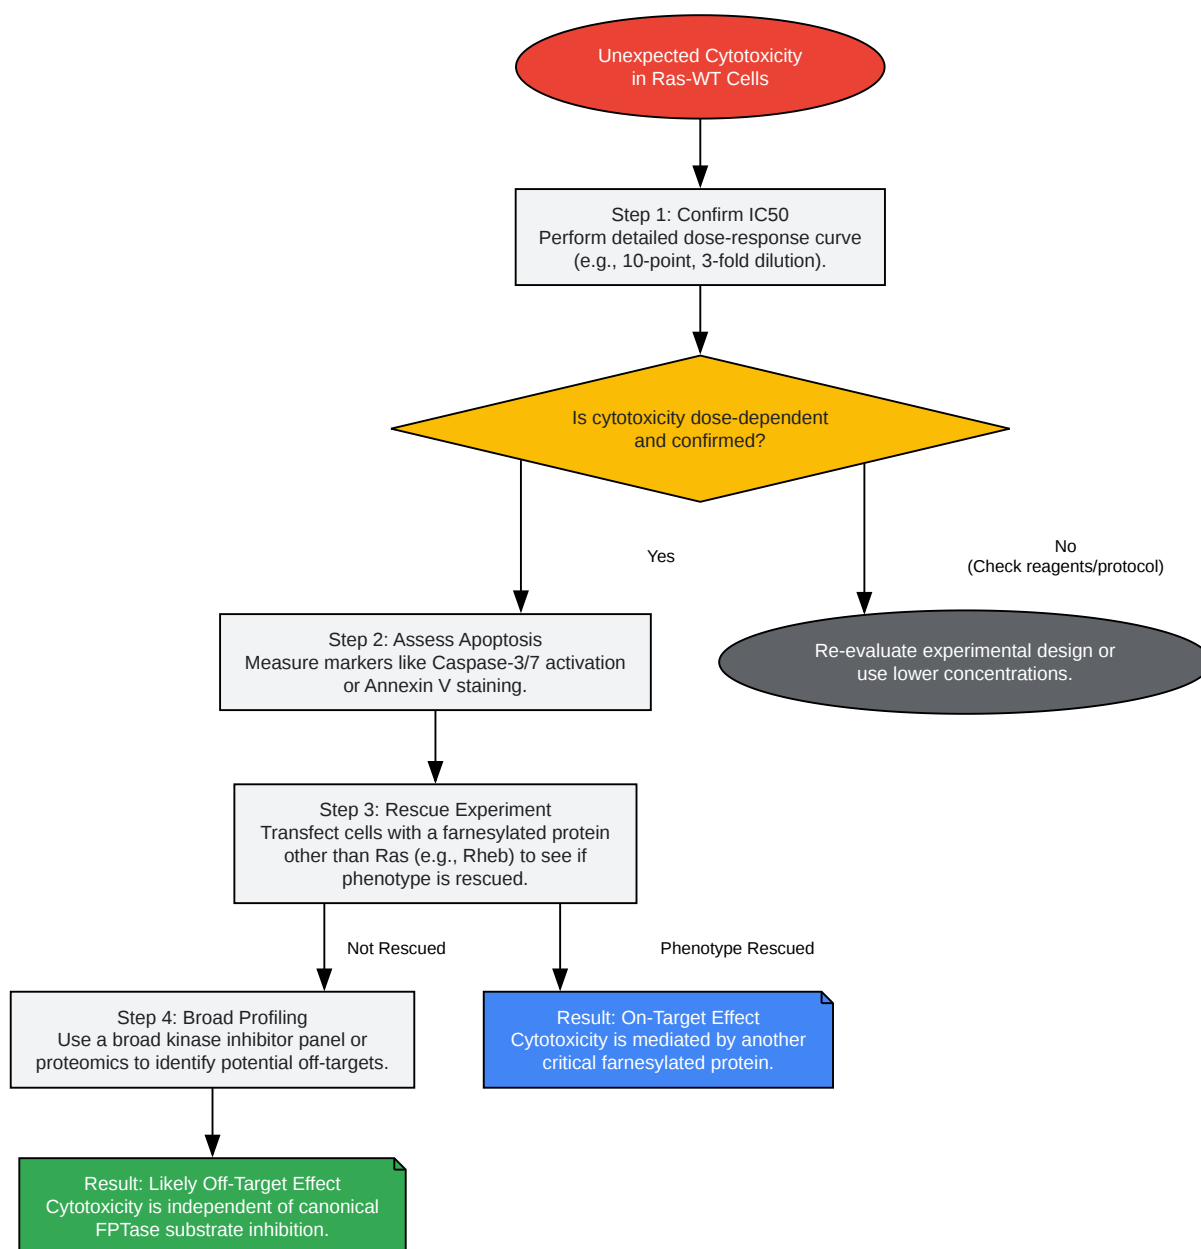 Unexpected Cytotoxicity
in Ras-WT Cells
Step 1: Confirm IC50
Perform detailed dose-response curve
(e.g., 10-point, 3-fold dilution).
Is cytotoxicity dose-dependent
and confirmed?
Yes
No
(Check reagents/protocol)
Step 2: Assess Apoptosis
Measure markers like Caspase-3/7 activation
or Annexin V staining.
Re-evaluate experimental design or
use lower concentrations.
Step 3: Rescue Experiment
Transfect cells with a farnesylated protein
other than Ras (e.g., Rheb) to see if
phenotype is rescued.
Not Rescued
Phenotype Rescued
Step 4: Broad Profiling
Use a broad kinase inhibitor panel or
proteomics to identify potential off-targets.
Result: On-Target Effect
Cytotoxicity is mediated by another
critical farnesylated protein.
Result: Likely Off-Target Effect
Cytotoxicity is independent of canonical
FPTase substrate inhibition.